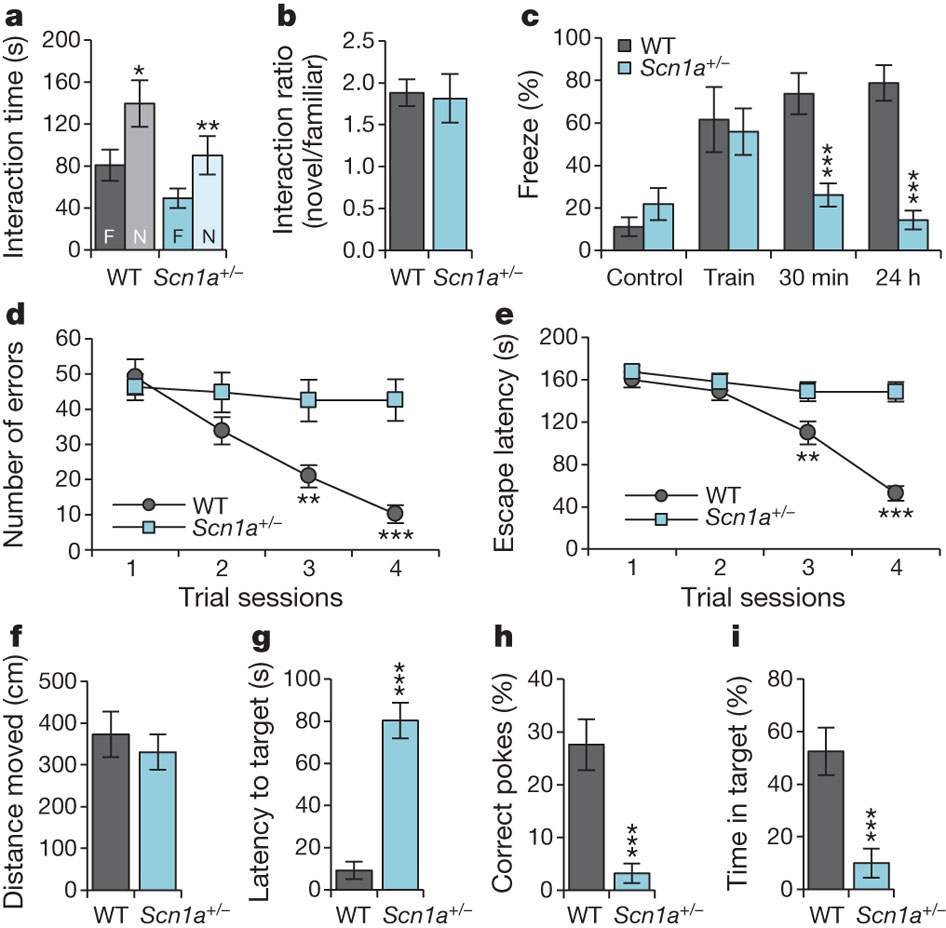 a
Interaction time (s)
200
160
120
80
40
0
*
**
F
N
F
N
WT Scn1a+/–
b
Interaction ratio
(novel/familiar)
2.5
2.0
1.5
1.0
0.5
0.0
WT Scn1a+/–
c
Freeze (%)
100
80
60
40
20
0
WT
Scn1a+/–
***
***
Control Train 30 min 24 h
d
Number of errors
60
50
40
30
20
10
0
WT
Scn1a+/–
**
***
1 2 3 4
Trial sessions
e
Escape latency (s)
200
160
120
80
40
0
WT
Scn1a+/–
**
***
1 2 3 4
Trial sessions
f
Distance moved (cm)
500
400
300
200
100
0
WT Scn1a+/–
g
Latency to target (s)
100
80
60
40
20
0
***
WT Scn1a+/–
h
Correct pokes (%)
40
30
20
10
0
***
WT Scn1a+/–
i
Time in target (%)
80
60
40
20
0
***
WT Scn1a+/–